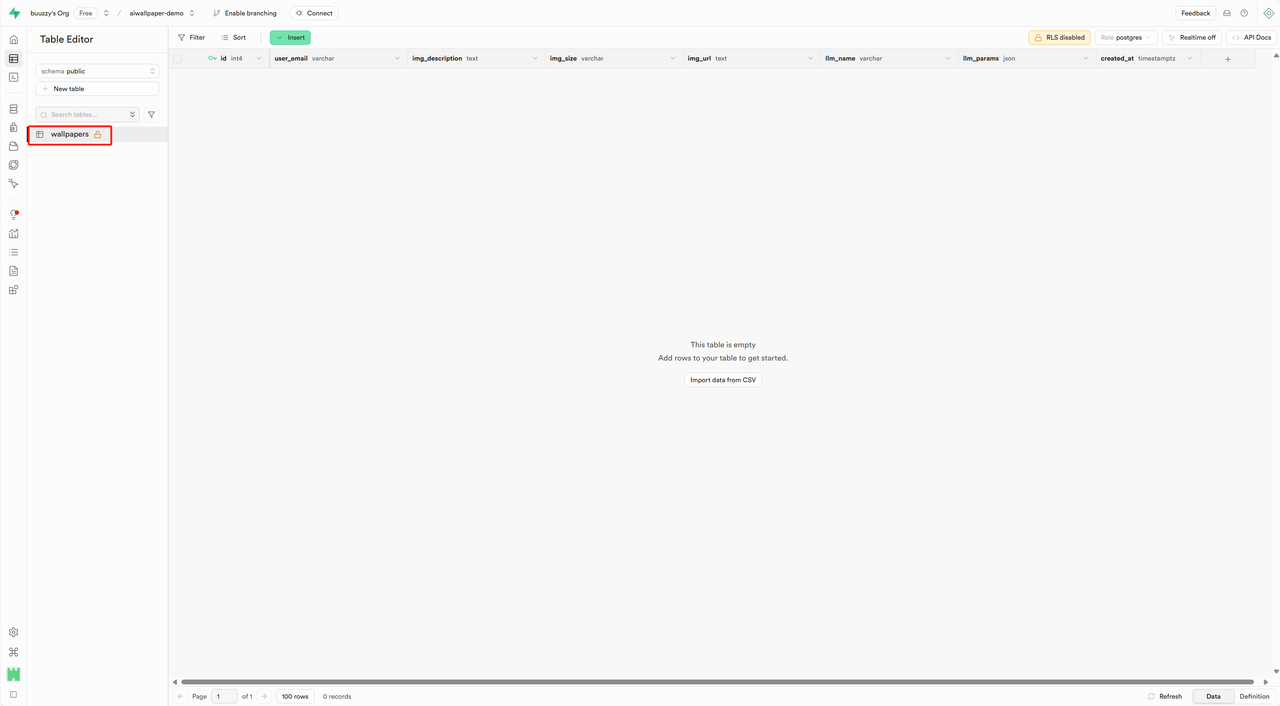 buuzzy's Org Free / aiwallpaper-demo Enable branching Connect Feedback
Table Editor Filter Sort Insert RLS disabled Role postgres Realtime off API Docs
id int4 user_email varchar img_description text img_size varchar img_url text llm_name varchar llm_params json created_at timestamptz +
schema public
New table
Search tables...
wallpapers
This table is empty
Add rows to your table to get started.
Import data from CSV
Page 1 of 1 100 rows 0 records Refresh Data Definition